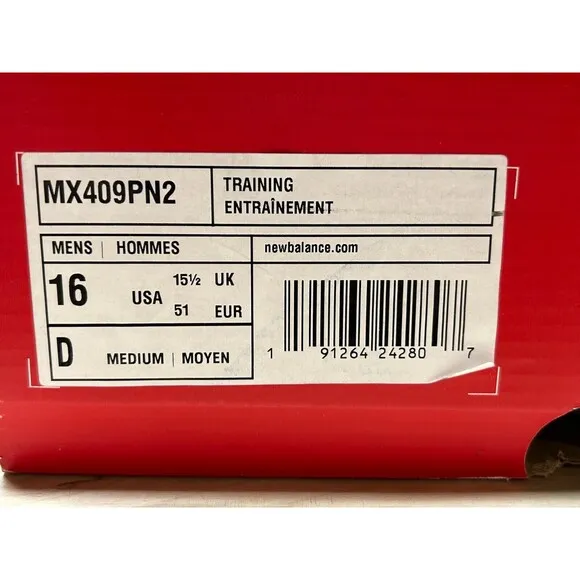 MX409PN2
TRAINING
ENTRAÎNEMENT
MENS | HOMMES
newbalance.com
16 USA
15½ UK
51 EUR
D MEDIUM | MOYEN
1 91264 24280 7